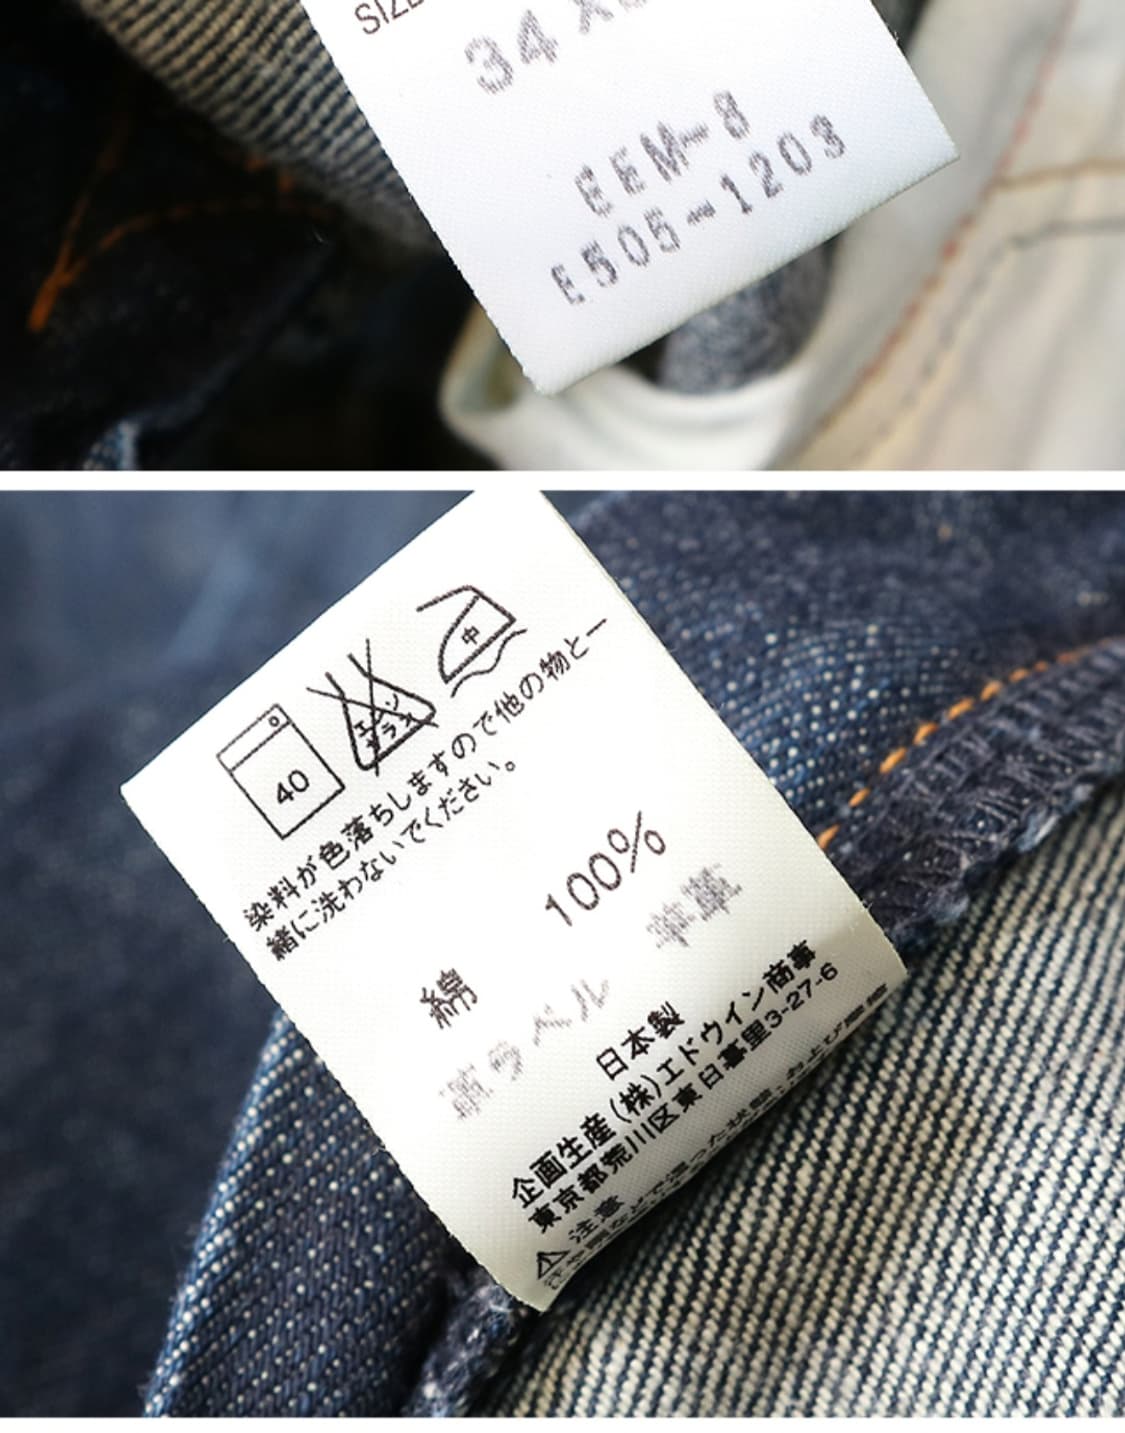 SIZE
34 X
CEM-8
E505-1203
中
エンソ
サラシ
40
染料が色落ちしますので他の物と一
緒に洗わないでください。
綿 100%
革ラベル 羊革
日本製
企画生産(株)エドウイン商事
東京都荒川区東日暮里3-27-6
⚠ 注意